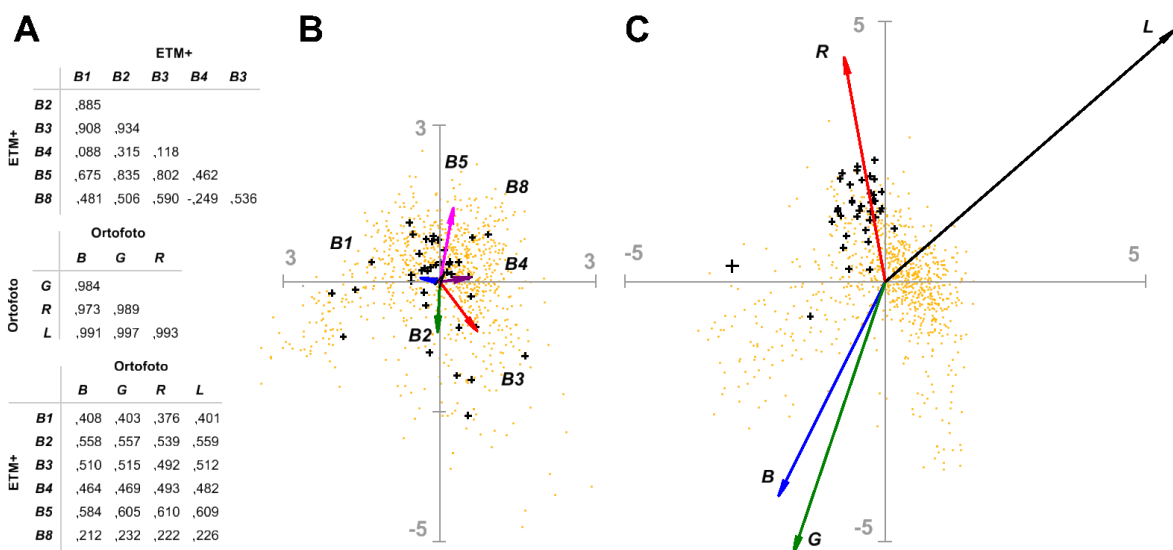 A
ETM+
B1 B2 B3 B4 B3
ETM+
B2 ,885
B3 ,908 ,934
B4 ,088 ,315 ,118
B5 ,675 ,835 ,802 ,462
B8 ,481 ,506 ,590 -,249 ,536
Ortofoto
B G R
Ortofoto
G ,984
R ,973 ,989
L ,991 ,997 ,993
Ortofoto
B G R L
ETM+
B1 ,408 ,403 ,376 ,401
B2 ,558 ,557 ,539 ,559
B3 ,510 ,515 ,492 ,512
B4 ,464 ,469 ,493 ,482
B5 ,584 ,605 ,610 ,609
B8 ,212 ,232 ,222 ,226
B
3
B5
B8
B1
3
B4
3
B2
B3
-5
C
5
L
R
-5
5
B
G
-5